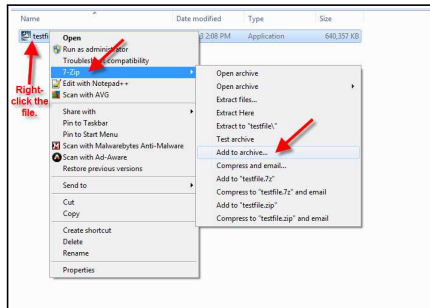 Name
Date modified
Type
Size
testfi
3 2:08 PM
Application
640,357 KB
Right-
click the
file.
Open
Run as administrator
Troubleshoot compatibility
7-Zip
Edit with Notepad++
Scan with AVG
Share with
Pin to Taskbar
Pin to Start Menu
Scan with Malwarebytes Anti-Malware
Scan with Ad-Aware
Restore previous versions
Send to
Cut
Copy
Create shortcut
Delete
Rename
Properties
Open archive
Open archive
Extract files...
Extract Here
Extract to "testfile\"
Test archive
Add to archive...
Compress and email...
Add to "testfile.7z"
Compress to "testfile.7z" and email
Add to "testfile.zip"
Compress to "testfile.zip" and email